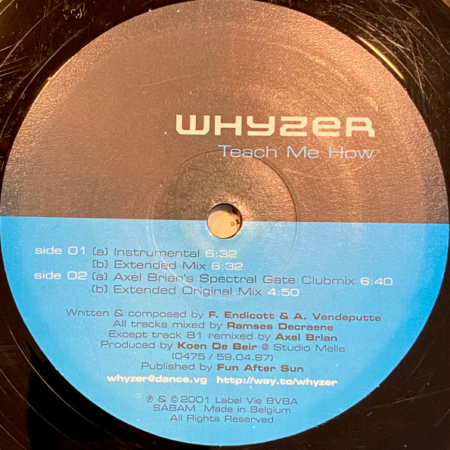 WHYZER
Teach Me How
side 01 (a) Instrumental 6:32
(b) Extended Mix 6:32
side 02 (a) Axel Brian's Spectral Gate Clubmix 6:40
(b) Extended Original Mix 4:50
Written & composed by F. Endicott & A. Vandeputte
All tracks mixed by Ramses Decraene
Except track B1 remixed by Axel Brian
Produced by Koen De Beir @ Studio Melle
(0475 / 59.04.87)
Published by Fun After Sun
whyzer@dance.vg http://way.to/whyzer
℗ & © 2001 Label Vie BVBA
SABAM Made in Belgium
All Rights Reserved